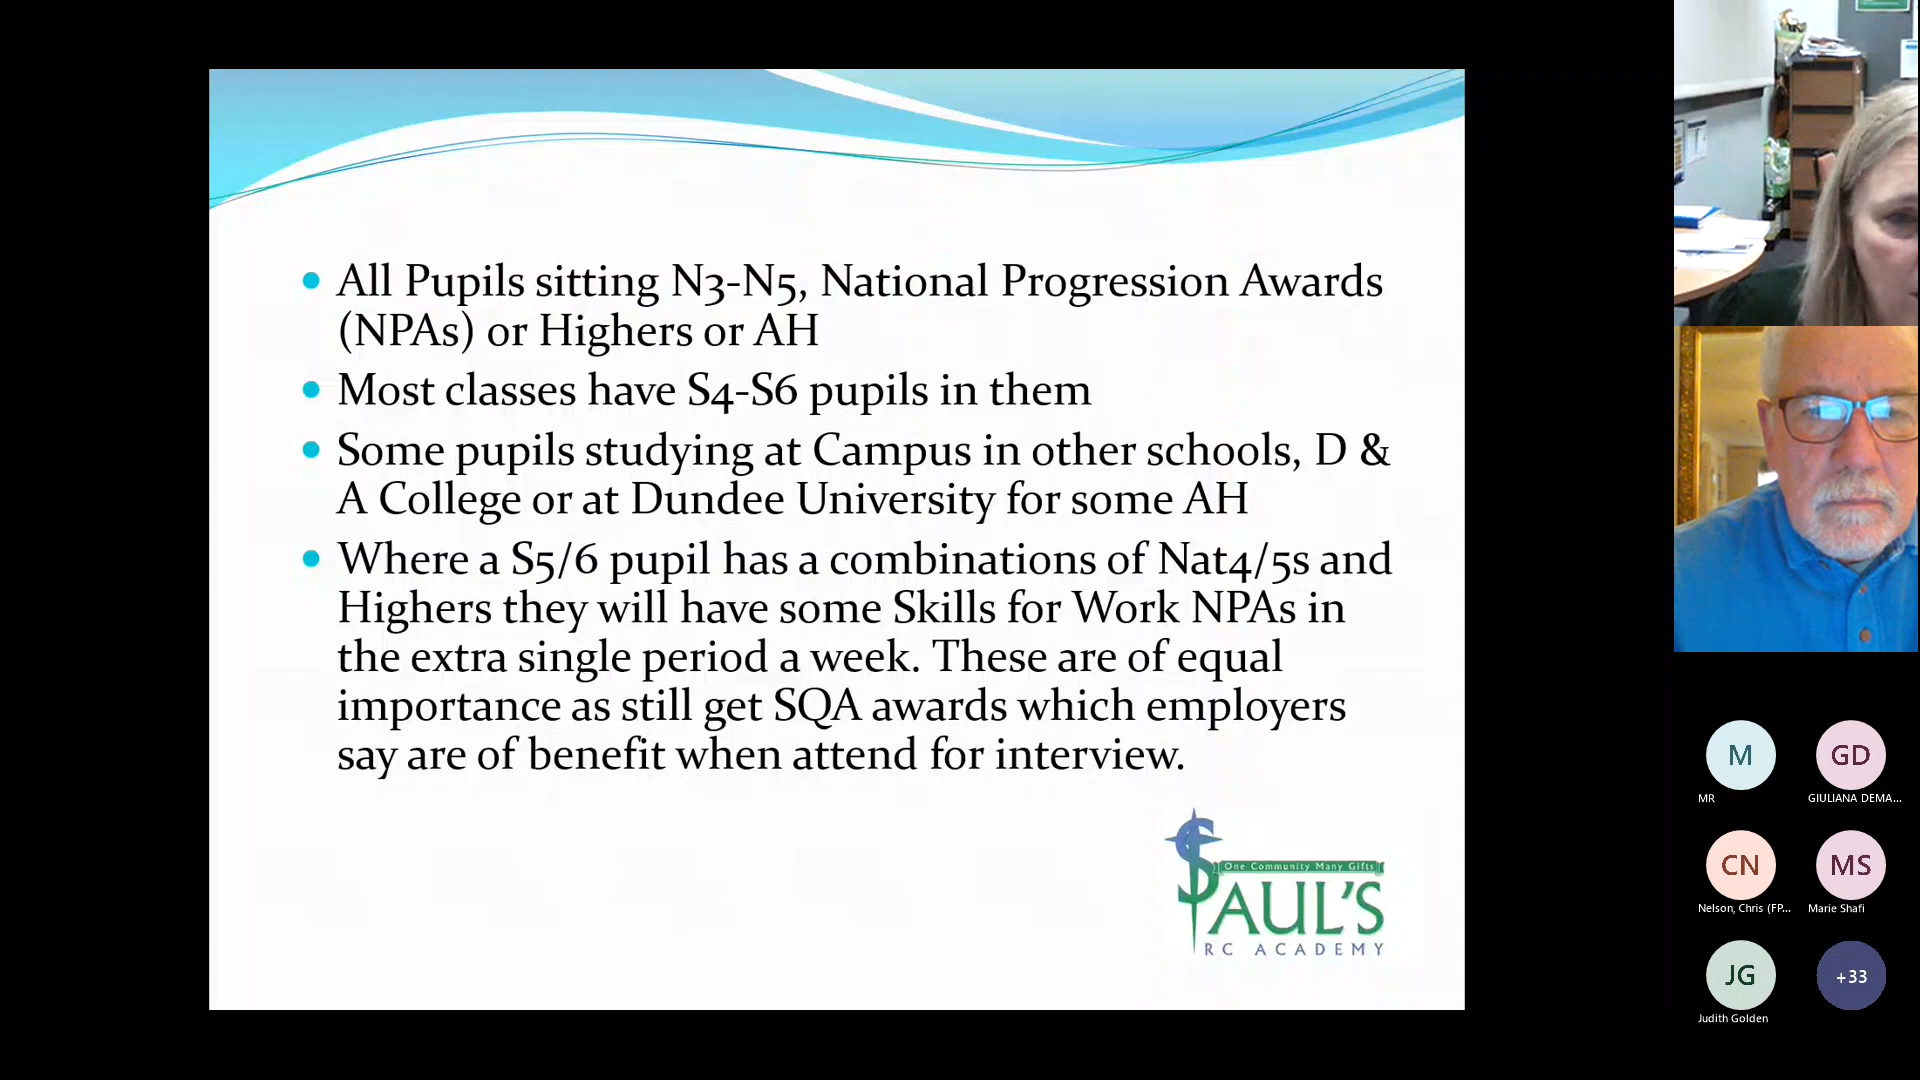 All Pupils sitting N3-N5, National Progression Awards
(NPAs) or Highers or AH
Most classes have S4-S6 pupils in them
Some pupils studying at Campus in other schools, D &
A College or at Dundee University for some AH
Where a S5/6 pupil has a combinations of Nat4/5s and
Highers they will have some Skills for Work NPAs in
the extra single period a week. These are of equal
importance as still get SQA awards which employers
say are of benefit when attend for interview.
One Community Many Gifts
St PAUL'S
RC ACADEMY
M
MR
GD
GIULIANA DEMA...
CN
Nelson, Chris (FP...
MS
Marie Shafi
JG
Judith Golden
+33